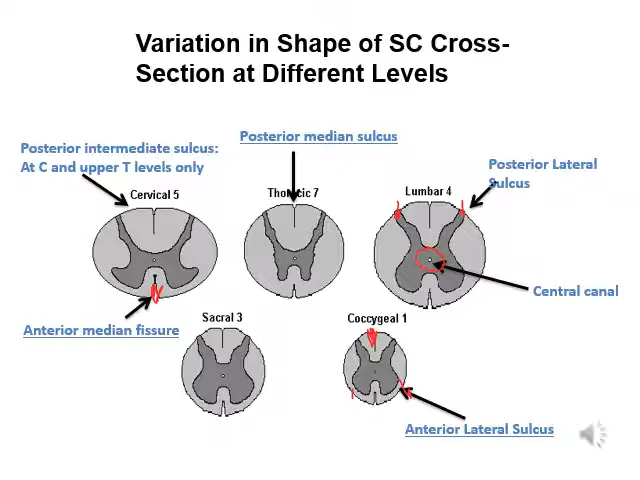 Variation in Shape of SC Cross-
Section at Different Levels
Posterior intermediate sulcus:
At C and upper T levels only
Posterior median sulcus
Posterior Lateral
Sulcus
Cervical 5
Thoracic 7
Lumbar 4
Central canal
Anterior median fissure
Sacral 3
Coccygeal 1
Anterior Lateral Sulcus